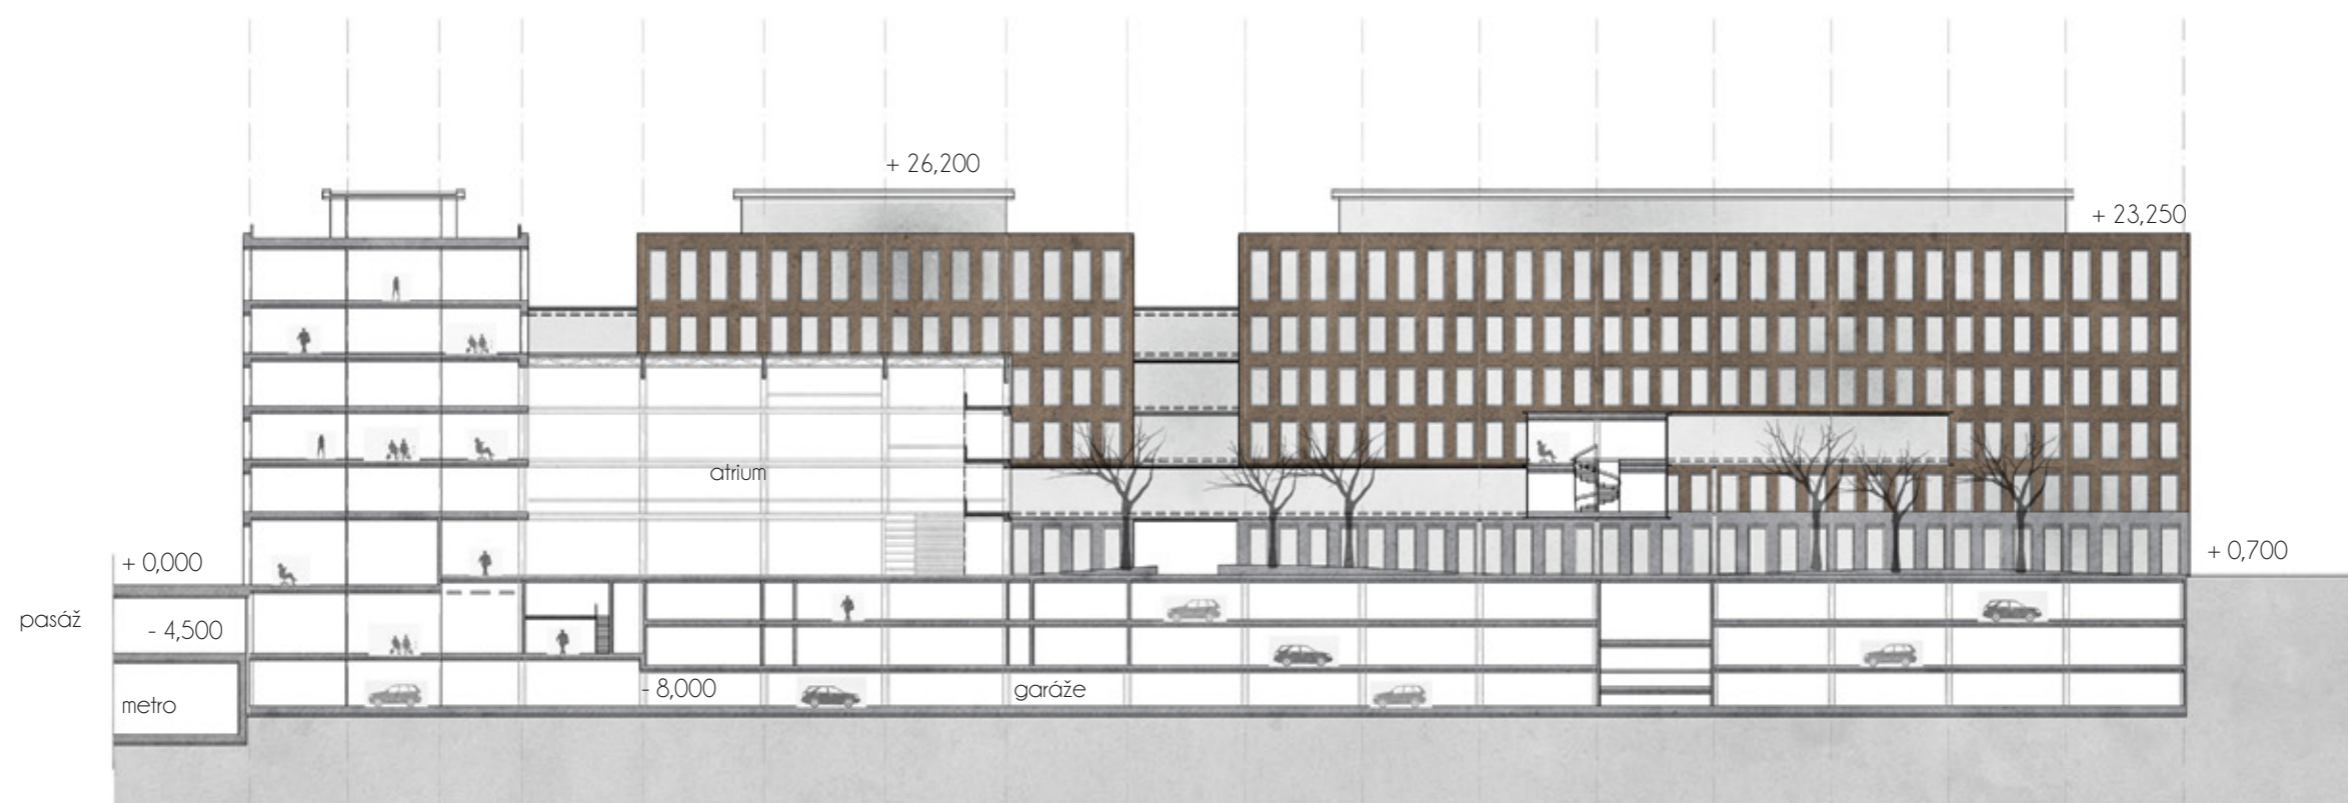 + 26,200
+ 23,250
atrium
+ 0,000
+ 0,700
pasáž
- 4,500
- 8,000
garáže
metro